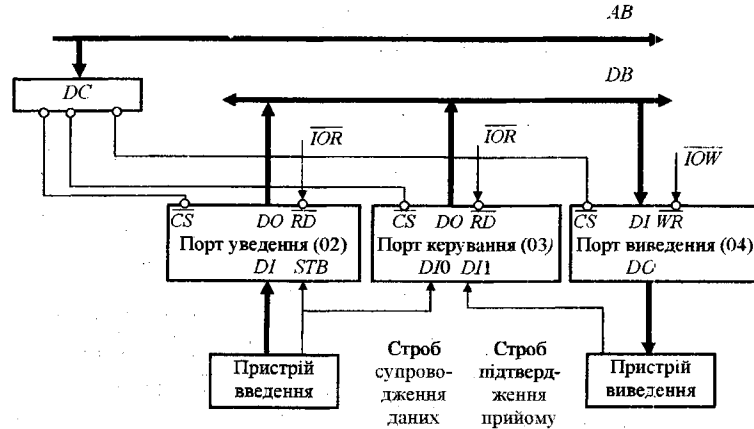 AB
DC
DB
IOR
IOR
IOW
CS DO RD
Порт уведення (02)
DI STB
CS DO RD
Порт керування (03)
DI0 DI1
CS DI WR
Порт виведення (04)
DO
Пристрій
введення
Строб
супрово-
дження
даних
Строб
підтверд-
ження
прийому
Пристрій
виведення